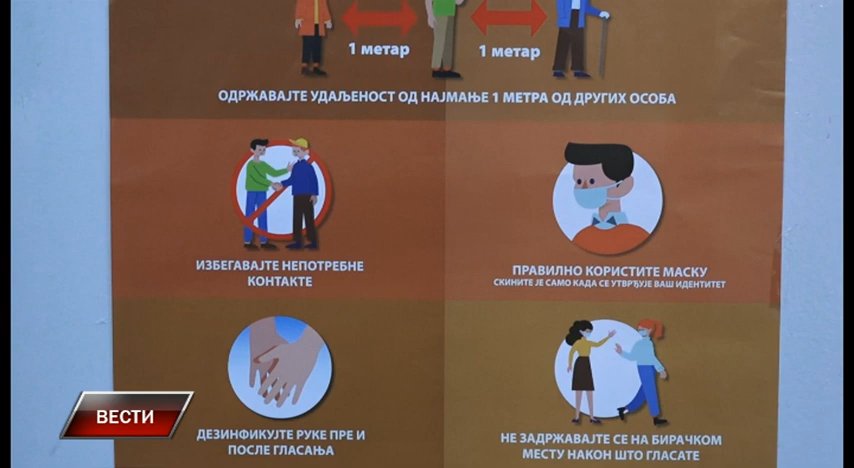 1 метар
1 метар
ОДРЖАВАЈТЕ УДАЉЕНОСТ ОД НАЈМАЊЕ 1 МЕТРА ОД ДРУГИХ ОСОБА
ИЗБЕГАВАЈТЕ НЕПОТРЕБНЕ
КОНТАКТЕ
ПРАВИЛНО КОРИСТИТЕ МАСКУ
СКИНИТЕ ЈЕ САМО КАДА СЕ УТВРЂУЈЕ ВАШ ИДЕНТИТЕТ
ДЕЗИНФИКУЈТЕ РУКЕ ПРЕ И
ПОСЛЕ ГЛАСАЊА
НЕ ЗАДРЖАВАЈТЕ СЕ НА БИРАЧКОМ
МЕСТУ НАКОН ШТО ГЛАСАТЕ
ВЕСТИ